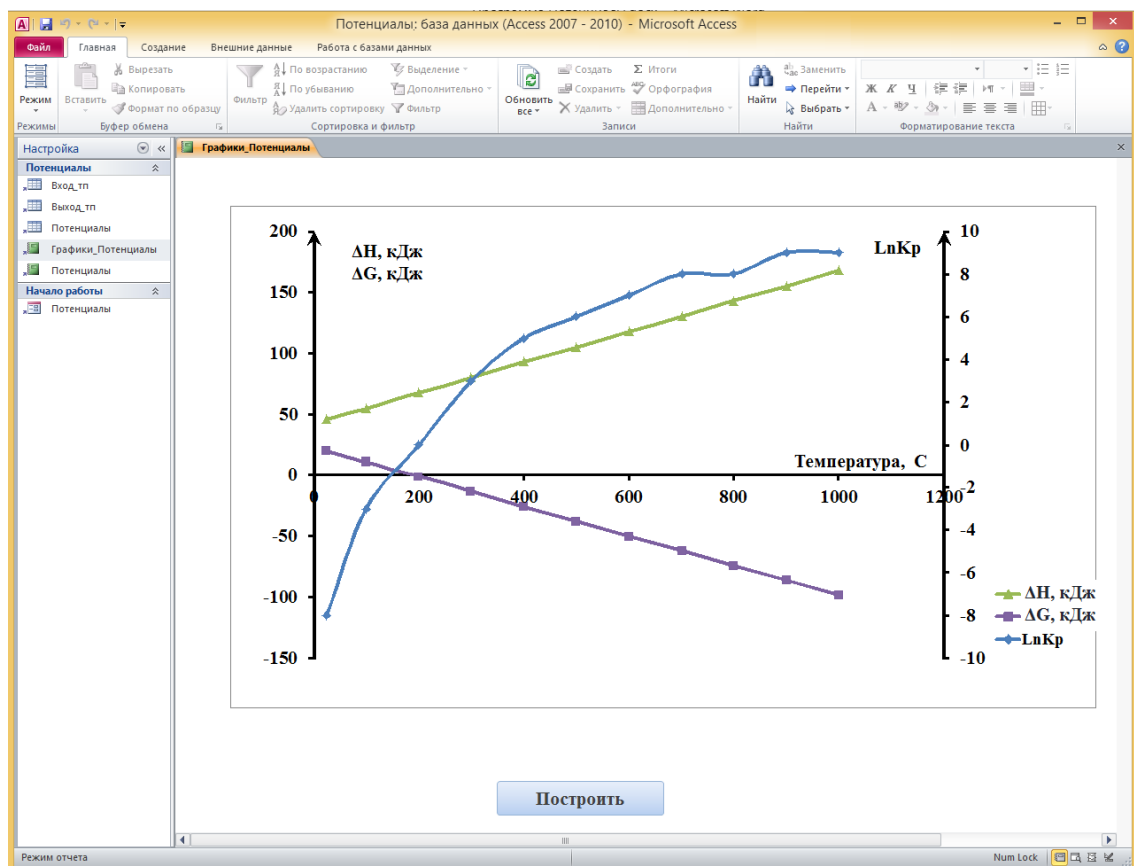 Потенциалы: база данных (Access 2007 - 2010) - Microsoft Access
Файл Главная Создание Внешние данные Работа с базами данных
Режим
Режимы
Вставить
Вырезать
Копировать
Формат по образцу
Буфер обмена
Фильтр
По возрастанию
По убыванию
Удалить сортировку
Выделение
Дополнительно
Фильтр
Сортировка и фильтр
Обновить
все
Создать
Сохранить
Удалить
Итоги
Орфография
Дополнительно
Записи
Найти
Заменить
Перейти
Выбрать
Найти
Ж К Ч
А
Форматирование текста
Настройка
Потенциалы
Вход_тп
Выход_тп
Потенциалы
Графики_Потенциалы
Потенциалы
Начало работы
Потенциалы
Графики_Потенциалы
ΔH, кДж
ΔG, кДж
LnKp
200
150
100
50
0
-50
-100
-150
10
8
6
4
2
0
-2
-4
-6
-8
-10
Температура, С
0 200 400 600 800 1000 1200
ΔH, кДж
ΔG, кДж
LnKp
Построить
Режим отчета
Num Lock